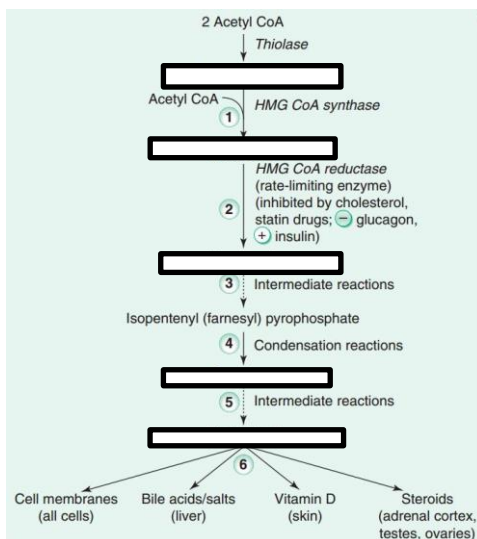 2 Acetyl CoA
Thiolase
Acetyl CoA
HMG CoA synthase
1
HMG CoA reductase
(rate-limiting enzyme)
(inhibited by cholesterol,
2
statin drugs; − glucagon,
+ insulin)
3 Intermediate reactions
Isopentenyl (farnesyl) pyrophosphate
4 Condensation reactions
5 Intermediate reactions
6
Cell membranes
(all cells)
Bile acids/salts
(liver)
Vitamin D
(skin)
Steroids
(adrenal cortex,
testes, ovaries)